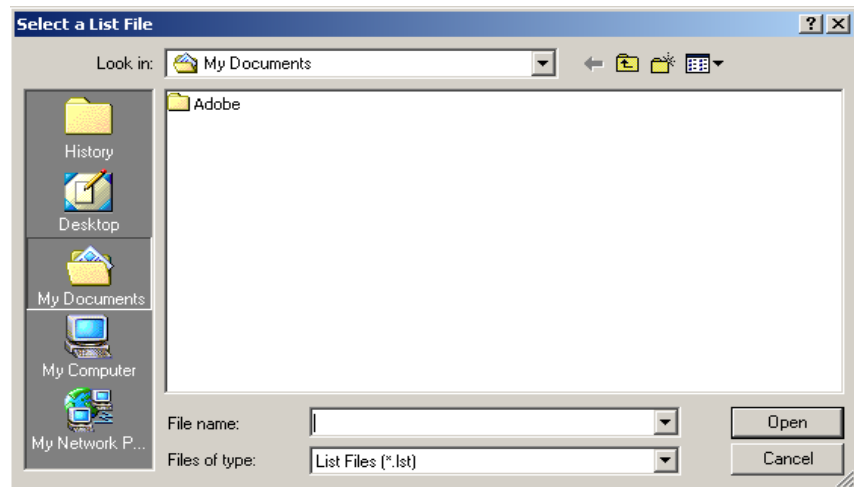 Select a List File
Look in: My Documents
Adobe
History
Desktop
My Documents
My Computer
My Network P...
File name:
Open
Files of type: List Files (*.lst)
Cancel